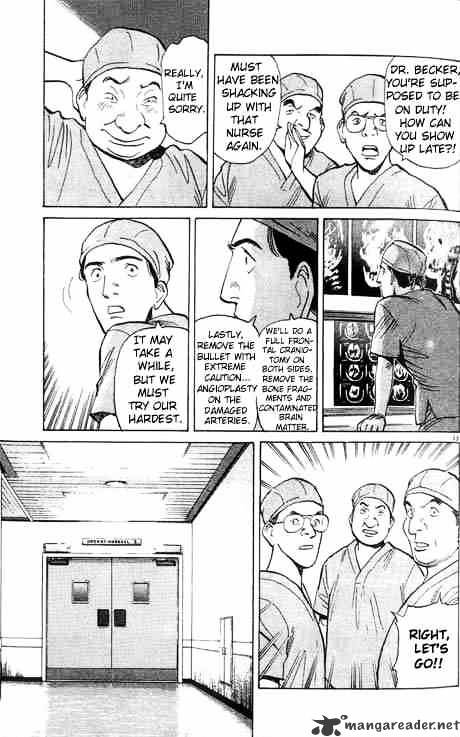 DR. BECKER,
YOU'RE SUP-
POSED TO BE
ON DUTY!
HOW CAN
YOU SHOW
UP LATE?!
MUST
HAVE BEEN
SHACKING
UP WITH
THAT
NURSE
AGAIN.
REALLY,
I'M
QUITE
SORRY.
WE'LL DO A
FULL FRON-
TAL CRANIO-
TOMY ON
BOTH SIDES,
REMOVE THE
BONE FRAG-
MENTS AND
CONTAMINATED
BRAIN
MATTER.
LASTLY,
REMOVE THE
BULLET WITH
EXTREME
CAUTION...
ANGIOPLASTY
ON THE
DAMAGED
ARTERIES.
IT MAY
TAKE A
WHILE,
BUT WE
MUST
TRY OUR
HARDEST.
13
RIGHT,
LET'S
GO!!
mangareader.net